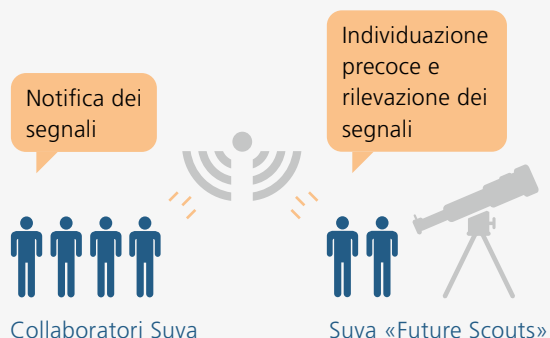 Notifica dei
segnali
Individuazione
precoce e
rilevazione dei
segnali
Collaboratori Suva
Suva «Future Scouts»